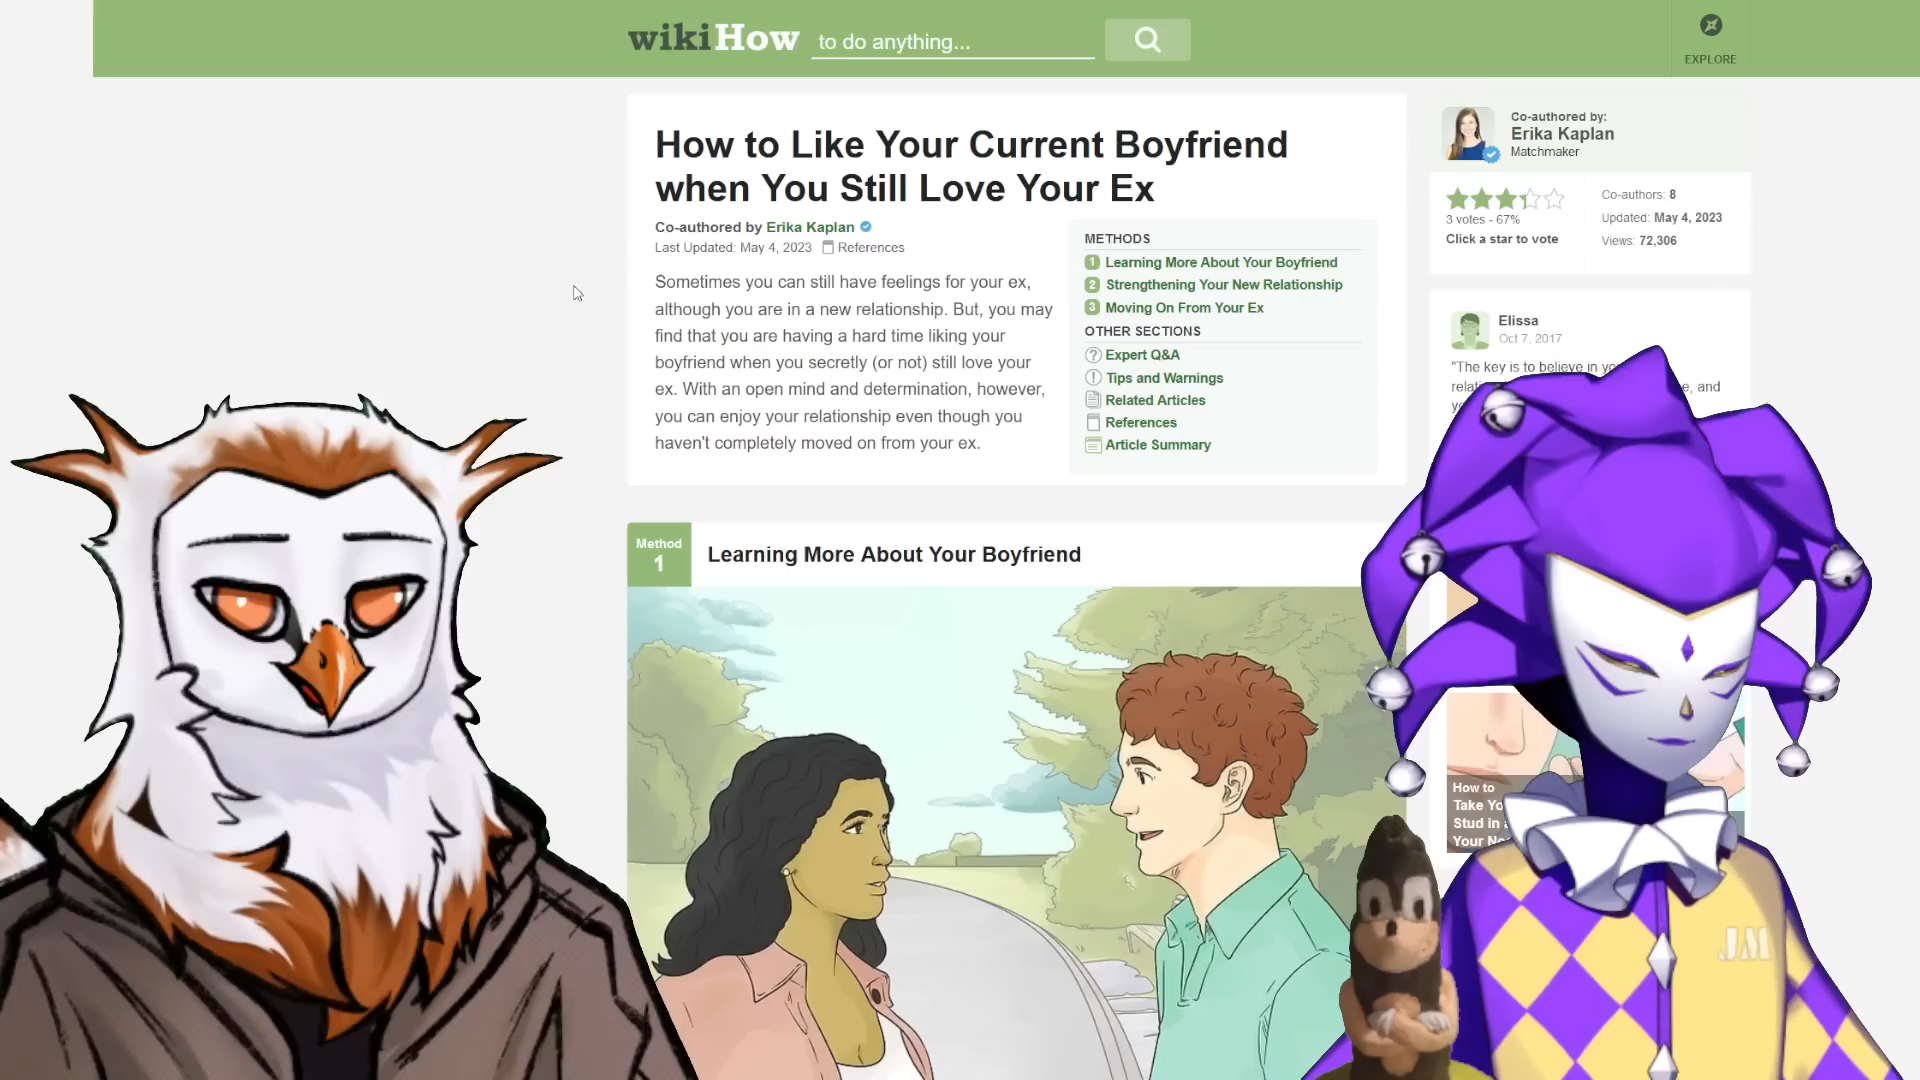 wikiHow to do anything...
EXPLORE
How to Like Your Current Boyfriend
when You Still Love Your Ex
Co-authored by Erika Kaplan
Last Updated: May 4, 2023 References
Sometimes you can still have feelings for your ex,
although you are in a new relationship. But, you may
find that you are having a hard time liking your
boyfriend when you secretly (or not) still love your
ex. With an open mind and determination, however,
you can enjoy your relationship even though you
haven't completely moved on from your ex.
METHODS
1 Learning More About Your Boyfriend
2 Strengthening Your New Relationship
3 Moving On From Your Ex
OTHER SECTIONS
? Expert Q&A
! Tips and Warnings
Related Articles
References
Article Summary
Co-authored by:
Erika Kaplan
Matchmaker
3 votes - 67%
Click a star to vote
Co-authors: 8
Updated: May 4, 2023
Views: 72,306
Elissa
Oct 7, 2017
"The key is to believe in
and
Method
1
Learning More About Your Boyfriend
How to
Take
Stud in
Your
JM